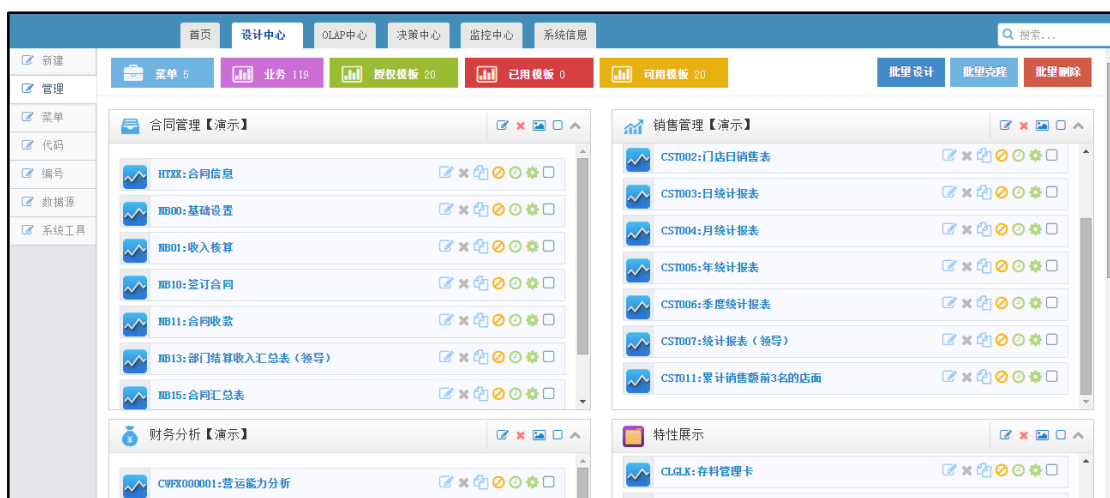 首页 设计中心 OLAP中心 决策中心 监控中心 系统信息 搜索...
新建
管理
菜单
代码
编号
数据源
系统工具
菜单 5 业务 119 授权模板 20 已用模板 0 可用模板 20 批里设计 批里克隆 批里删除
合同管理【演示】
HTXX:合同信息
NB00:基础设置
NB01:收入核算
NB10:签订合同
NB11:合同收款
NB13:部门结算收入汇总表(领导)
NB15:合同汇总表
销售管理【演示】
CST002:门店日销售表
CST003:日统计报表
CST004:月统计报表
CST005:年统计报表
CST006:季度统计报表
CST007:统计报表(领导)
CST011:累计销售额前3名的店面
财务分析【演示】
CWFX000001:营运能力分析
特性展示
CLGLK:存料管理卡